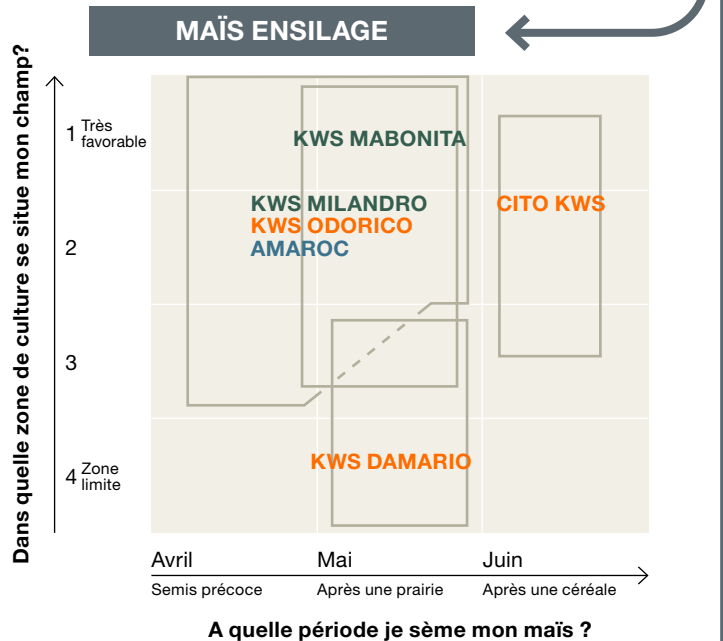 MAÏS ENSILAGE
Dans quelle zone de culture se situe mon champ?
1 Très
favorable
2
3
4 Zone
limite
KWS MABONITA
KWS MILANDRO
KWS ODORICO
AMAROC
CITO KWS
KWS DAMARIO
Avril
Mai
Juin
Semis précoce
Après une prairie
Après une céréale
A quelle période je sème mon maïs ?